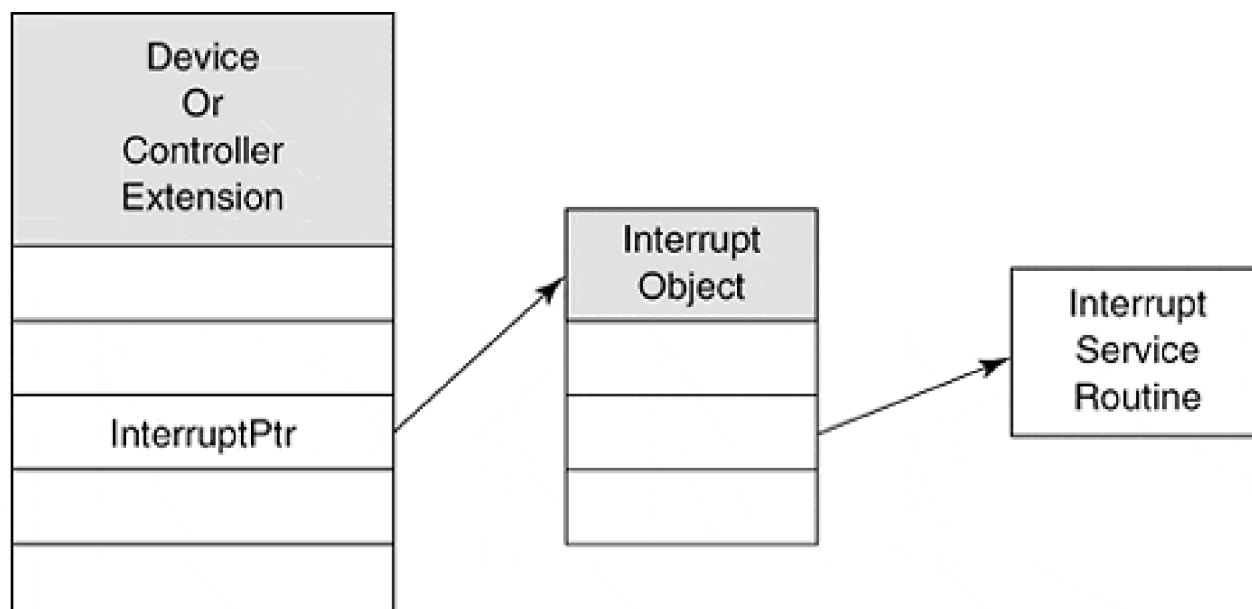 Device
Or
Controller
Extension
InterruptPtr
Interrupt
Object
Interrupt
Service
Routine